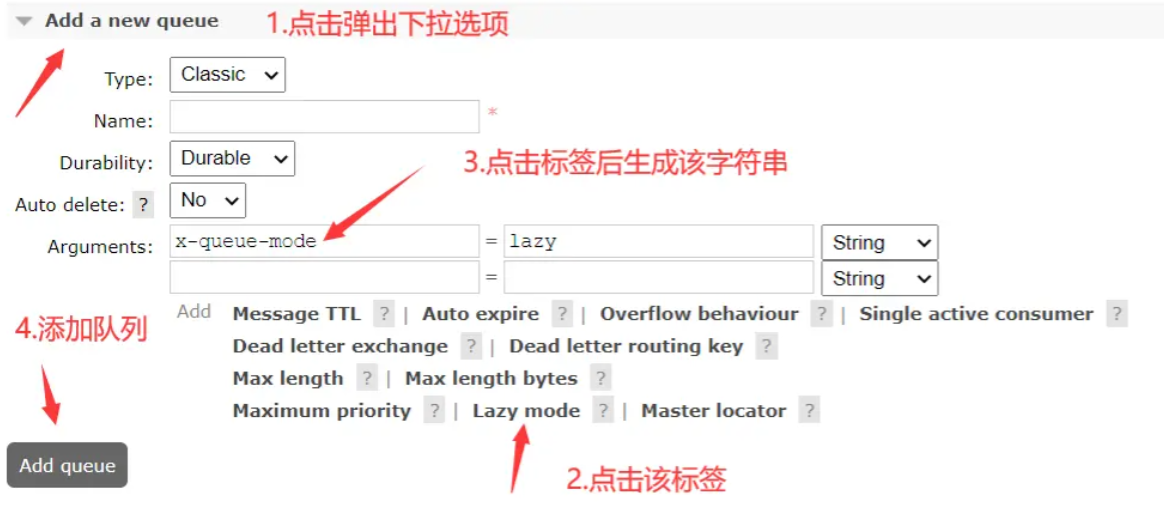 Add a new queue 1.点击弹出下拉选项
Type: Classic
Name: *
Durability: Durable 3.点击标签后生成该字符串
Auto delete: ? No
Arguments: x-queue-mode = lazy String
= String
4.添加队列 Add Message TTL ? | Auto expire ? | Overflow behaviour ? | Single active consumer ?
Dead letter exchange ? | Dead letter routing key ?
Max length ? | Max length bytes ?
Maximum priority ? | Lazy mode ? | Master locator ?
Add queue 2.点击该标签